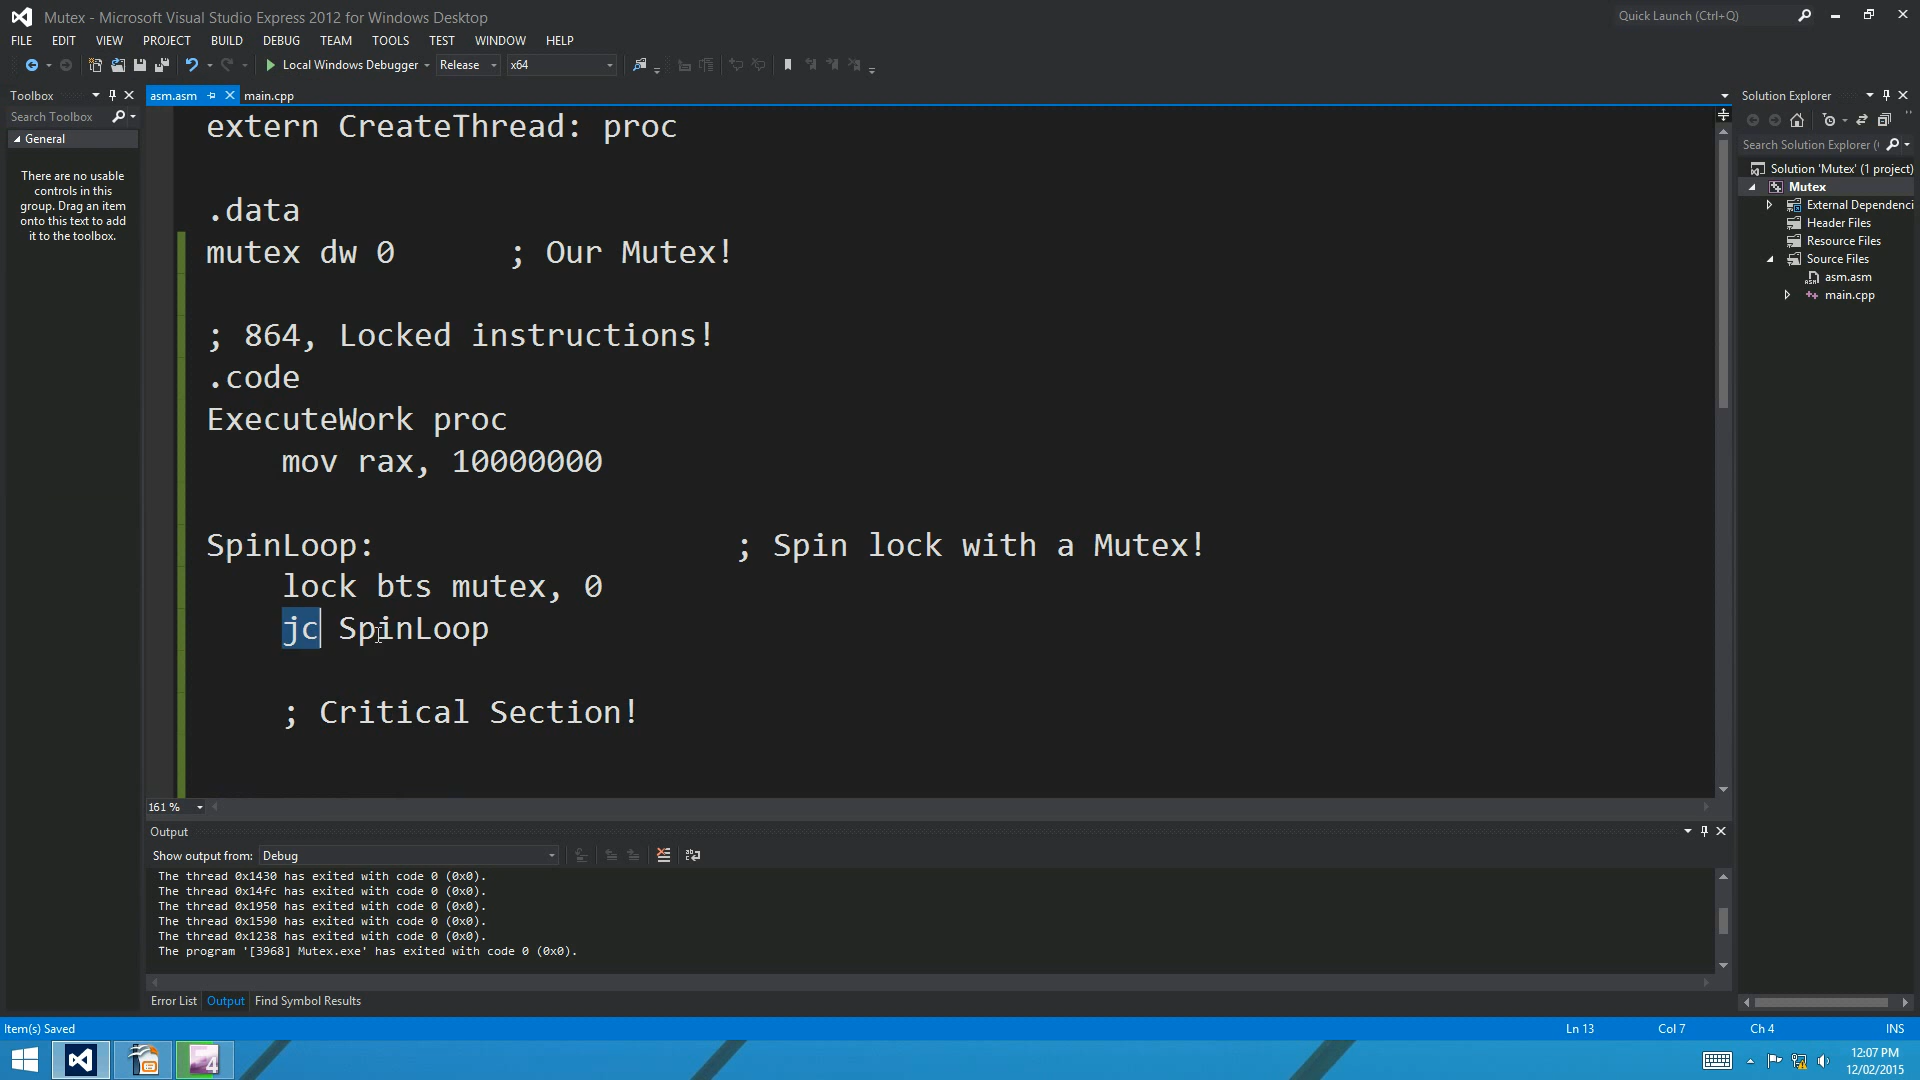 Mutex - Microsoft Visual Studio Express 2012 for Windows Desktop
Quick Launch (Ctrl+Q)
FILE EDIT VIEW PROJECT BUILD DEBUG TEAM TOOLS TEST WINDOW HELP
Local Windows Debugger Release x64
Toolbox
Search Toolbox
General
There are no usable
controls in this
group. Drag an item
onto this text to add
it to the toolbox.
asm.asm main.cpp
extern CreateThread: proc
.data
mutex dw 0 ; Our Mutex!
; 864, Locked instructions!
.code
ExecuteWork proc
mov rax, 10000000
SpinLoop: ; Spin lock with a Mutex!
lock bts mutex, 0
jc SpinLoop
; Critical Section!
161 %
Solution Explorer
Search Solution Explorer (
Solution 'Mutex' (1 project)
Mutex
External Dependenci
Header Files
Resource Files
Source Files
asm.asm
main.cpp
Output
Show output from: Debug
The thread 0x1430 has exited with code 0 (0x0).
The thread 0x14fc has exited with code 0 (0x0).
The thread 0x1950 has exited with code 0 (0x0).
The thread 0x1590 has exited with code 0 (0x0).
The thread 0x1238 has exited with code 0 (0x0).
The program '[3968] Mutex.exe' has exited with code 0 (0x0).
Error List Output Find Symbol Results
Item(s) Saved Ln 13 Col 7 Ch 4 INS
4
12:07 PM
12/02/2015